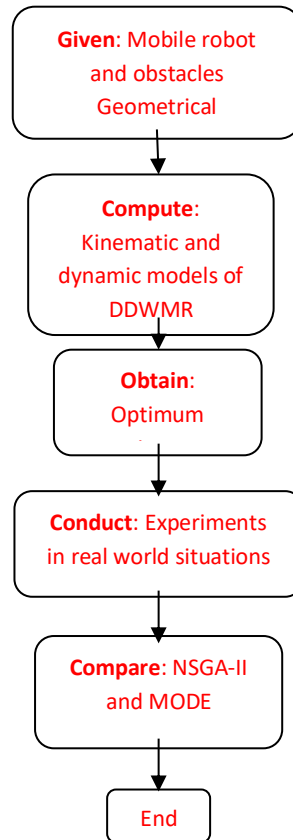 Given: Mobile robot
and obstacles
Geometrical
Compute:
Kinematic and
dynamic models of
DDWMR
Obtain:
Optimum
Conduct: Experiments
in real world situations
Compare: NSGA-II
and MODE
End